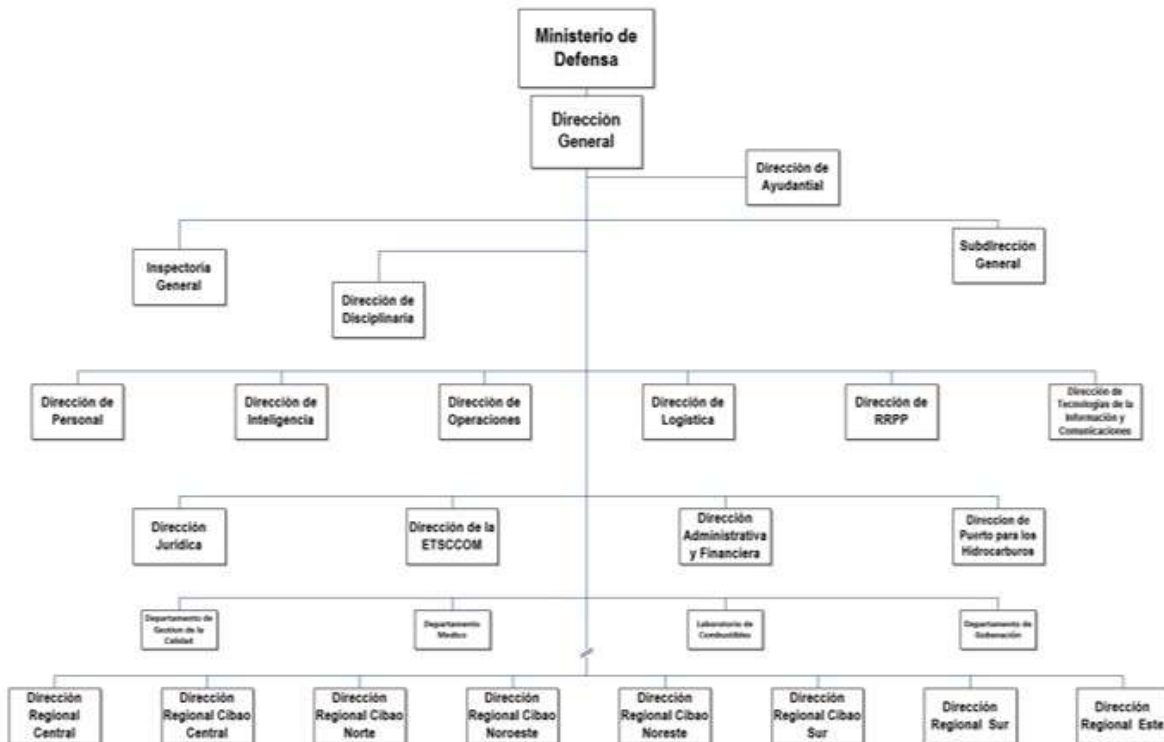 Ministerio de
Defensa
Dirección
General
Dirección de
Ayudantial
Inspectoría
General
Subdirección
General
Dirección de
Disciplinaria
Dirección de
Personal
Dirección de
Inteligencia
Dirección de
Operaciones
Dirección de
Logística
Dirección de
RRPP
Dirección de
Tecnologías de la
Información y
Comunicaciones
Dirección
Jurídica
Dirección de la
ETSCCOM
Dirección
Administrativa
y Financiera
Direccion de
Puerto para los
Hidrocarburos
Departamento de
Gestion de la
Calidad
Departamento
Medico
Laboratorio de
Combustibles
Departamento de
Gobernación
Dirección
Regional
Central
Dirección
Regional Cibao
Central
Dirección
Regional Cibao
Norte
Dirección
Regional Cibao
Noroeste
Dirección
Regional Cibao
Noreste
Dirección
Regional Cibao
Sur
Dirección
Regional Sur
Dirección
Regional Este